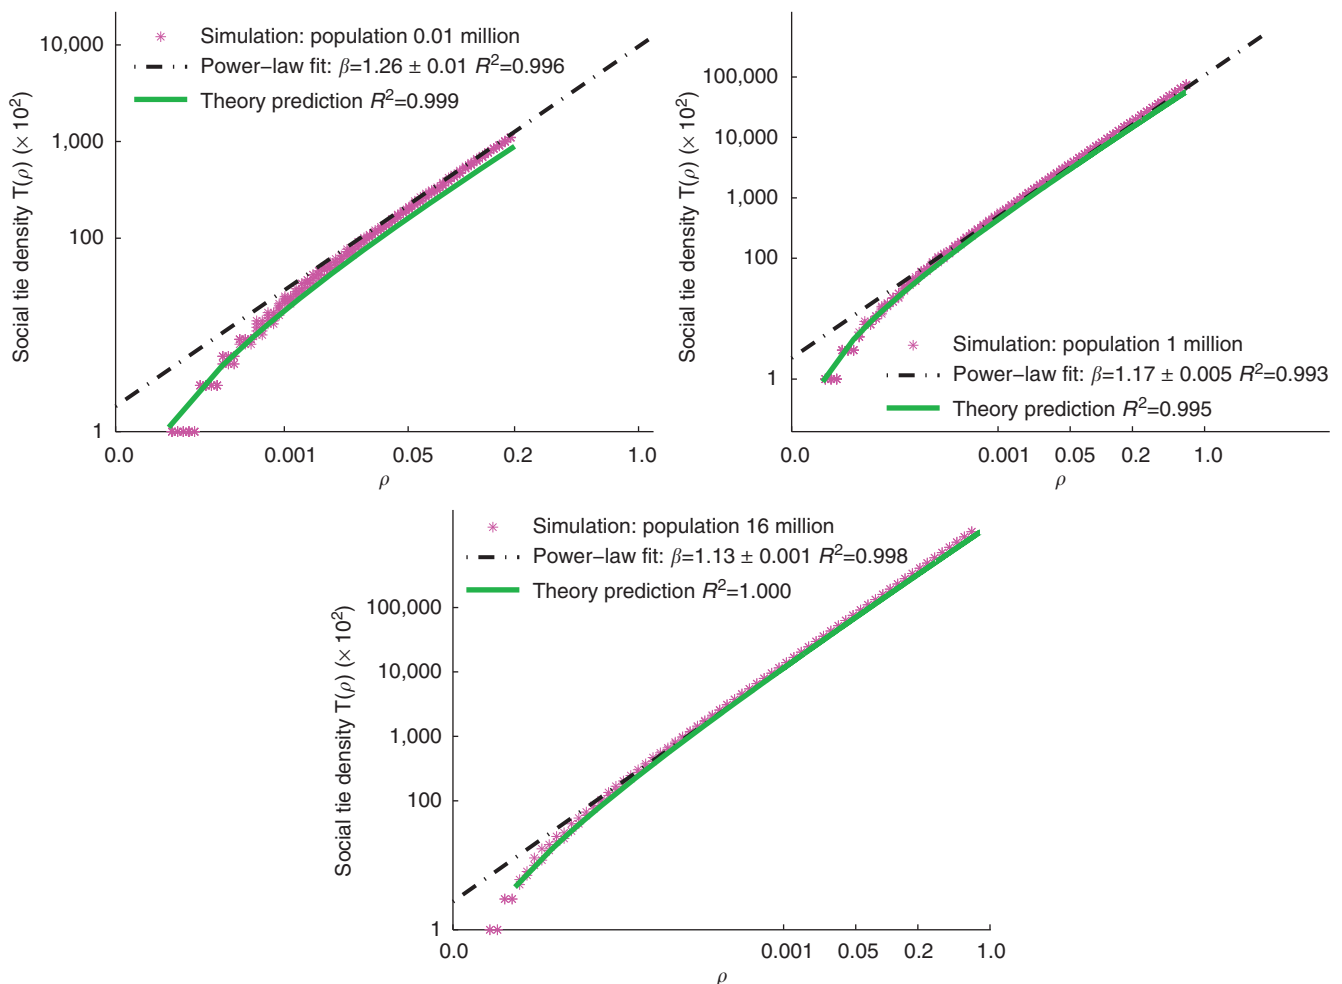 Simulation: population 0.01 million
Power–law fit: β=1.26 ± 0.01 R²=0.996
Theory prediction R²=0.999
Social tie density T(ρ) (× 10²)
10,000
1,000
100
1
0.0
0.001
0.05
0.2
1.0
ρ
Social tie density T(ρ) (× 10²)
100,000
10,000
1,000
100
1
Simulation: population 1 million
Power–law fit: β=1.17 ± 0.005 R²=0.993
Theory prediction R²=0.995
0.0
0.001
0.05
0.2
1.0
ρ
Simulation: population 16 million
Power–law fit: β=1.13 ± 0.001 R²=0.998
Theory prediction R²=1.000
Social tie density T(ρ) (× 10²)
100,000
10,000
1,000
100
1
0.0
0.001
0.05
0.2
1.0
ρ